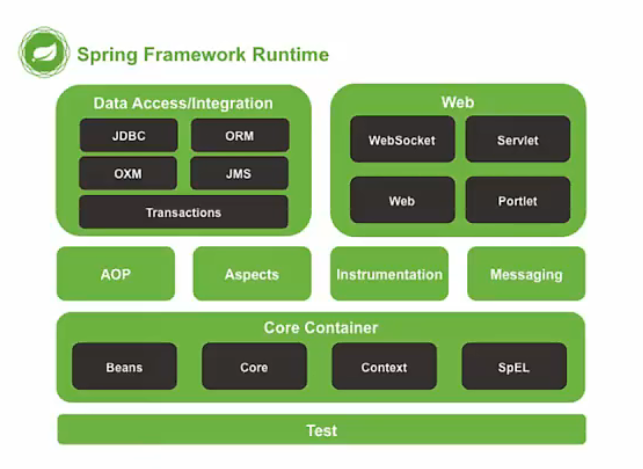 Spring Framework Runtime
Data Access/Integration
JDBC
ORM
OXM
JMS
Transactions
Web
WebSocket
Servlet
Web
Portlet
AOP
Aspects
Instrumentation
Messaging
Core Container
Beans
Core
Context
SpEL
Test